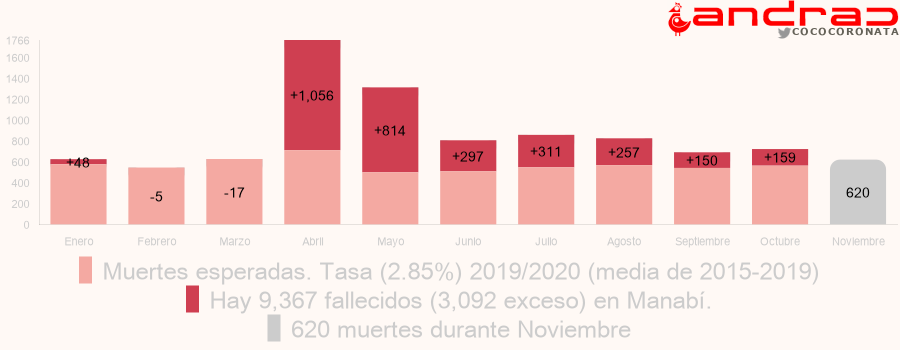 andrac
COCOCORONATA
1766
1600
1400
1200
1000
800
600
400
200
0
+48
-5
-17
+1,056
+814
+297
+311
+257
+150
+159
620
Enero
Febrero
Marzo
Abril
Mayo
Junio
Julio
Agosto
Septiembre
Octubre
Noviembre
Muertes esperadas. Tasa (2.85%) 2019/2020 (media de 2015-2019)
Hay 9,367 fallecidos (3,092 exceso) en Manabí.
620 muertes durante Noviembre